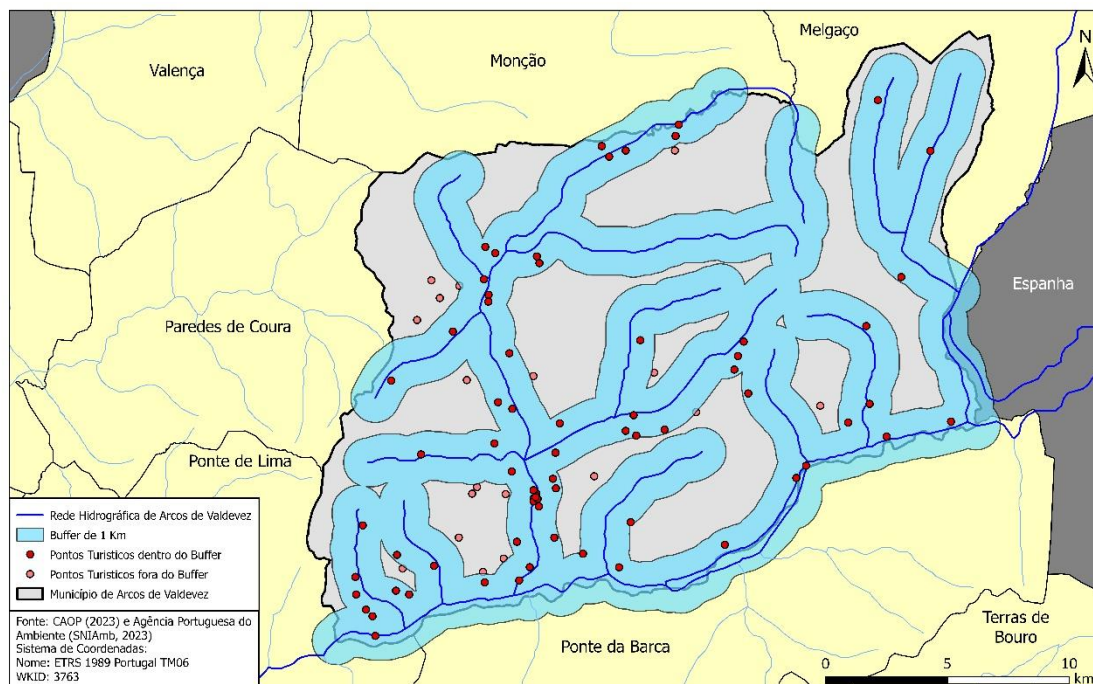 Melgaço
Monção
Valença
N
Espanha
Paredes de Coura
Ponte de Lima
Rede Hidrográfica de Arcos de Valdevez
Buffer de 1 Km
Pontos Turísticos dentro do Buffer
Pontos Turisticos fora do Buffer
Município de Arcos de Valdevez
Fonte: CAOP (2023) e Agência Portuguesa do
Ambiente (SNIAmb, 2023)
Sistema de Coordenadas:
Nome: ETRS 1989 Portugal TM06
WKID: 3763
Terras de
Bouro
Ponte da Barca
0 5 10
km